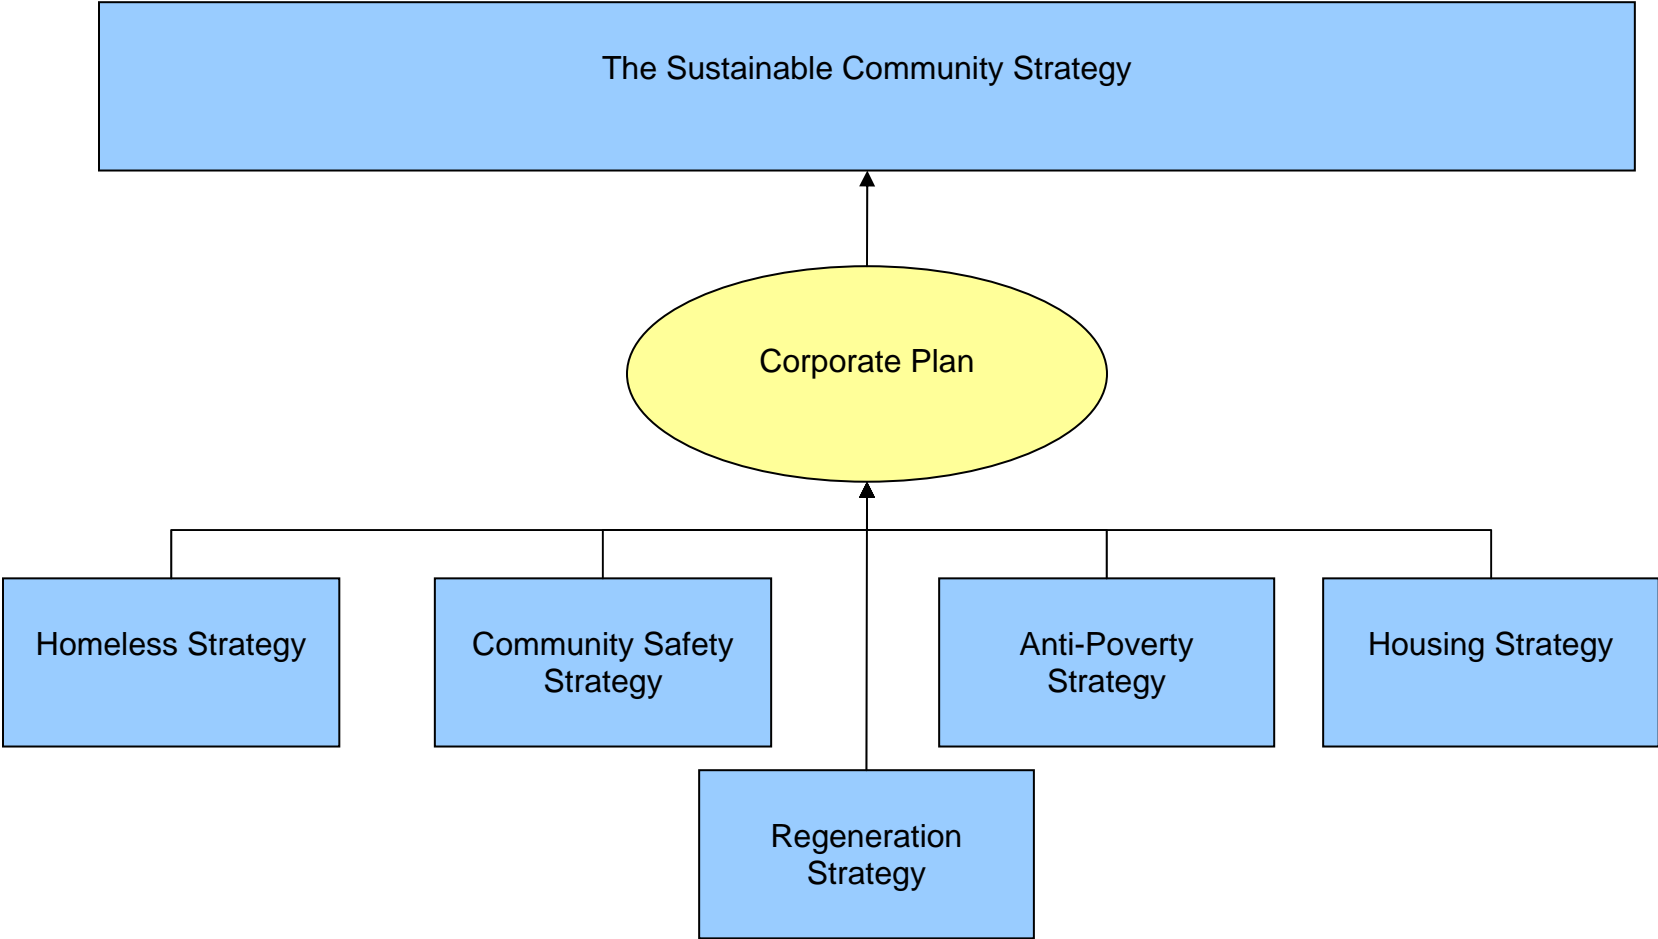 The Sustainable Community Strategy
Corporate Plan
Homeless Strategy
Community Safety
Strategy
Anti-Poverty
Strategy
Housing Strategy
Regeneration
Strategy